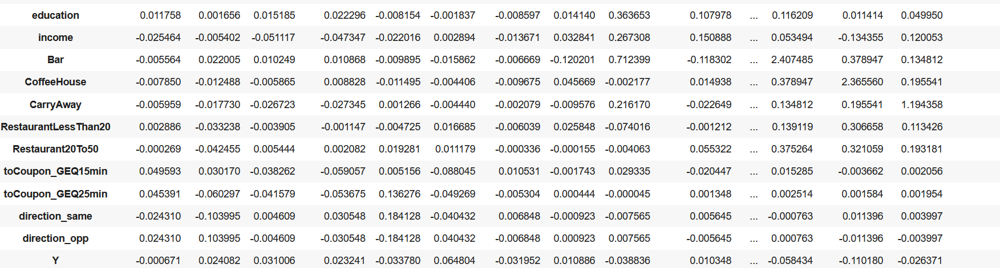 education 0.011758 0.001656 0.015185 0.022296 -0.008154 -0.001837 -0.008597 0.014140 0.363653 0.107978 ... 0.116209 0.011414 0.049950
income -0.025464 -0.005402 -0.051117 -0.047347 -0.022016 0.002894 -0.013671 0.032841 0.267308 0.150888 ... 0.053494 -0.134355 0.120053
Bar -0.005564 0.022005 0.010249 0.010868 -0.009895 -0.015862 -0.006669 -0.120201 0.712399 -0.118302 ... 2.407485 0.378947 0.134812
CoffeeHouse -0.007850 -0.012488 -0.005865 0.008828 -0.011495 -0.004406 -0.009675 0.045669 -0.002177 0.014938 ... 0.378947 2.365560 0.195541
CarryAway -0.005959 -0.017730 -0.026723 -0.027345 0.001266 -0.004440 -0.002079 -0.009576 0.216170 -0.022649 ... 0.134812 0.195541 1.194358
RestaurantLessThan20 0.002886 -0.033238 -0.003905 -0.001147 -0.004725 0.016685 -0.006039 0.025848 -0.074016 -0.001212 ... 0.139119 0.306658 0.113426
Restaurant20To50 -0.000269 -0.042455 0.005444 0.002082 0.019281 0.011179 -0.000336 -0.000155 -0.004063 0.055322 ... 0.375264 0.321059 0.193181
toCoupon_GEQ15min 0.049593 0.030170 -0.038262 -0.059057 0.005156 -0.088045 0.010531 -0.001743 0.029335 -0.020447 ... 0.015285 -0.003662 0.002056
toCoupon_GEQ25min 0.045391 -0.060297 -0.041579 -0.053675 0.136276 -0.049269 -0.005304 0.000444 -0.000045 0.001348 ... 0.002514 0.001584 0.001954
direction_same -0.024310 -0.103995 0.004609 0.030548 0.184128 -0.040432 0.006848 -0.000923 -0.007565 0.005645 ... -0.000763 0.011396 0.003997
direction_opp 0.024310 0.103995 -0.004609 -0.030548 -0.184128 0.040432 -0.006848 0.000923 0.007565 -0.005645 ... 0.000763 -0.011396 -0.003997
Y -0.000671 0.024082 0.031006 0.023241 -0.033780 0.064804 -0.031952 0.010886 -0.038836 0.010348 ... -0.058434 -0.110180 -0.026371